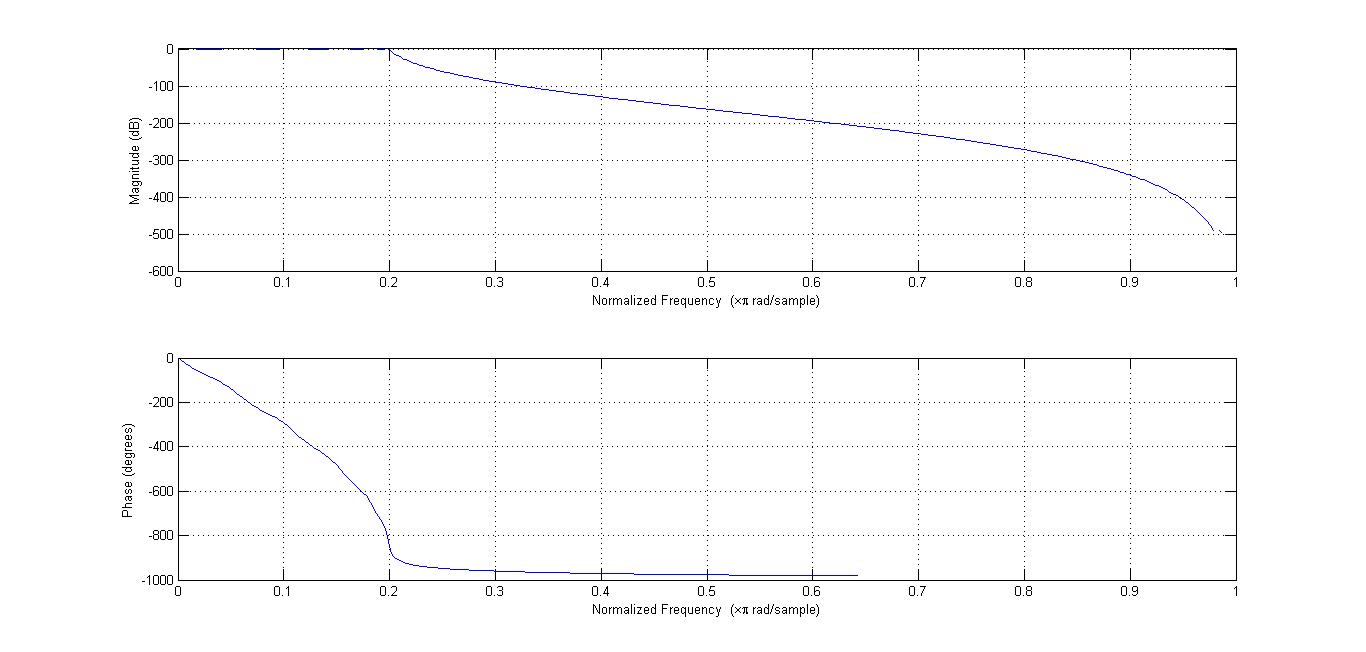 0
-100
-200
-300
-400
-500
-600
Magnitude (dB)
0 0.1 0.2 0.3 0.4 0.5 0.6 0.7 0.8 0.9 1
Normalized Frequency (×π rad/sample)
0
-200
-400
-600
-800
-1000
Phase (degrees)
0 0.1 0.2 0.3 0.4 0.5 0.6 0.7 0.8 0.9 1
Normalized Frequency (×π rad/sample)